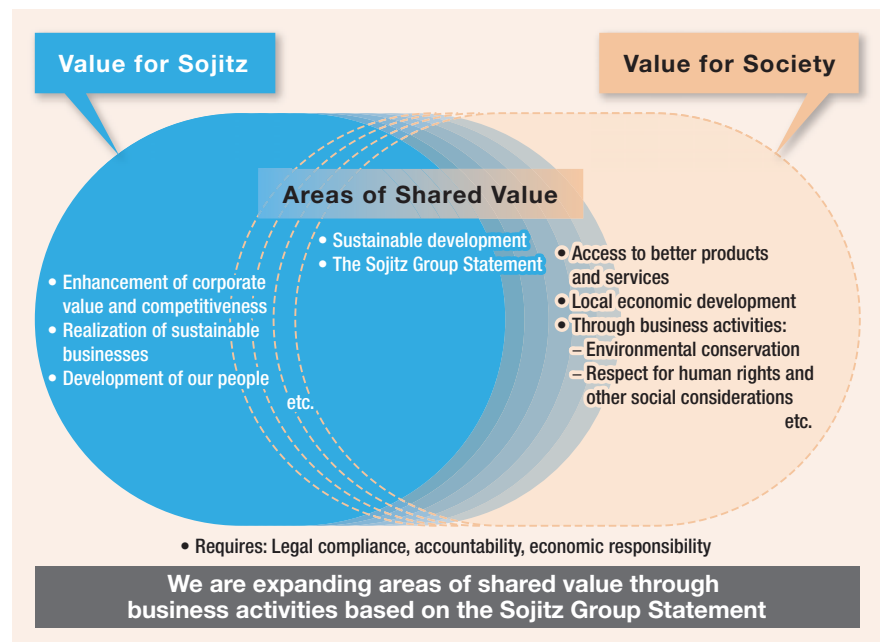 Value for Sojitz
Value for Society
Areas of Shared Value
• Sustainable development
• The Sojitz Group Statement
• Enhancement of corporate
value and competitiveness
• Realization of sustainable
businesses
• Development of our people
etc.
• Access to better products
and services
• Local economic development
• Through business activities:
– Environmental conservation
– Respect for human rights and
other social considerations
etc.
• Requires: Legal compliance, accountability, economic responsibility
We are expanding areas of shared value through
business activities based on the Sojitz Group Statement